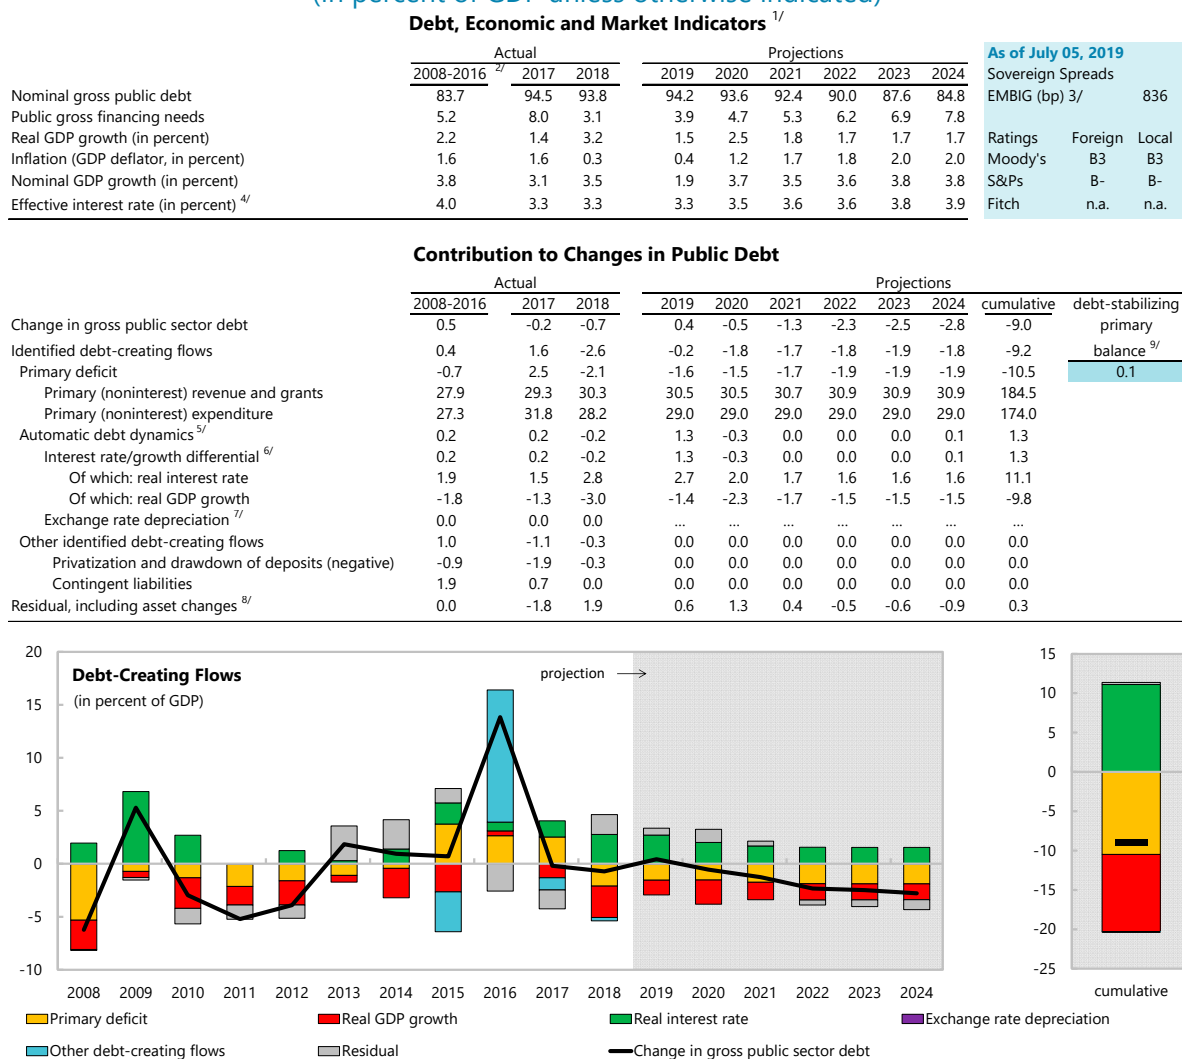 (in percent of GDP unless otherwise indicated)
Debt, Economic and Market Indicators 1/
Actual Projections As of July 05, 2019
2008-2016 2/ 2017 2018 2019 2020 2021 2022 2023 2024 Sovereign Spreads
Nominal gross public debt 83.7 94.5 93.8 94.2 93.6 92.4 90.0 87.6 84.8 EMBIG (bp) 3/ 836
Public gross financing needs 5.2 8.0 3.1 3.9 4.7 5.3 6.2 6.9 7.8
Real GDP growth (in percent) 2.2 1.4 3.2 1.5 2.5 1.8 1.7 1.7 1.7 Ratings Foreign Local
Inflation (GDP deflator, in percent) 1.6 1.6 0.3 0.4 1.2 1.7 1.8 2.0 2.0 Moody's B3 B3
Nominal GDP growth (in percent) 3.8 3.1 3.5 1.9 3.7 3.5 3.6 3.8 3.8 S&Ps B- B-
Effective interest rate (in percent) 4/ 4.0 3.3 3.3 3.3 3.5 3.6 3.6 3.8 3.9 Fitch n.a. n.a.
Contribution to Changes in Public Debt
Actual Projections
2008-2016 2017 2018 2019 2020 2021 2022 2023 2024 cumulative debt-stabilizing
Change in gross public sector debt 0.5 -0.2 -0.7 0.4 -0.5 -1.3 -2.3 -2.5 -2.8 -9.0 primary
Identified debt-creating flows 0.4 1.6 -2.6 -0.2 -1.8 -1.7 -1.8 -1.9 -1.8 -9.2 balance 9/
Primary deficit -0.7 2.5 -2.1 -1.6 -1.5 -1.7 -1.9 -1.9 -1.9 -10.5 0.1
Primary (noninterest) revenue and grants 27.9 29.3 30.3 30.5 30.5 30.7 30.9 30.9 30.9 184.5
Primary (noninterest) expenditure 27.3 31.8 28.2 29.0 29.0 29.0 29.0 29.0 29.0 174.0
Automatic debt dynamics 5/ 0.2 0.2 -0.2 1.3 -0.3 0.0 0.0 0.0 0.1 1.3
Interest rate/growth differential 6/ 0.2 0.2 -0.2 1.3 -0.3 0.0 0.0 0.0 0.1 1.3
Of which: real interest rate 1.9 1.5 2.8 2.7 2.0 1.7 1.6 1.6 1.6 11.1
Of which: real GDP growth -1.8 -1.3 -3.0 -1.4 -2.3 -1.7 -1.5 -1.5 -1.5 -9.8
Exchange rate depreciation 7/ 0.0 0.0 0.0 ... ... ... ... ... ... ...
Other identified debt-creating flows 1.0 -1.1 -0.3 0.0 0.0 0.0 0.0 0.0 0.0 0.0
Privatization and drawdown of deposits (negative) -0.9 -1.9 -0.3 0.0 0.0 0.0 0.0 0.0 0.0 0.0
Contingent liabilities 1.9 0.7 0.0 0.0 0.0 0.0 0.0 0.0 0.0 0.0
Residual, including asset changes 8/ 0.0 -1.8 1.9 0.6 1.3 0.4 -0.5 -0.6 -0.9 0.3
Debt-Creating Flows
(in percent of GDP)
projection
20
15
10
5
0
-5
-10
2008 2009 2010 2011 2012 2013 2014 2015 2016 2017 2018 2019 2020 2021 2022 2023 2024
15
10
5
0
-5
-10
-15
-20
-25
cumulative
Primary deficit Real GDP growth Real interest rate Exchange rate depreciation
Other debt-creating flows Residual Change in gross public sector debt